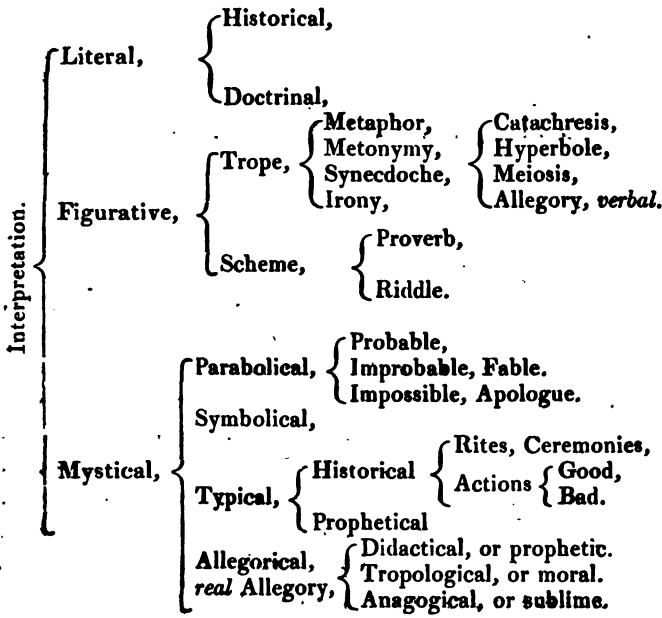 Interpretation.
Literal,
Historical,
Doctrinal,
Figurative,
Trope,
Metaphor,
Metonymy,
Synecdoche,
Irony,
Catachresis,
Hyperbole,
Meiosis,
Allegory, verbal.
Scheme,
Proverb,
Riddle.
Mystical,
Parabolical,
Probable,
Improbable, Fable.
Impossible, Apologue.
Symbolical,
Typical,
Historical
Rites, Ceremonies,
Actions
Good,
Bad.
Prophetical
Allegorical,
real Allegory,
Didactical, or prophetic.
Tropological, or moral.
Anagogical, or sublime.